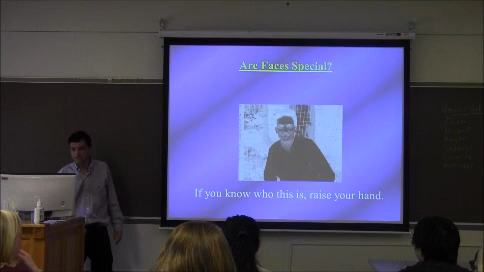 Are Faces Special?
If you know who this is, raise your hand.